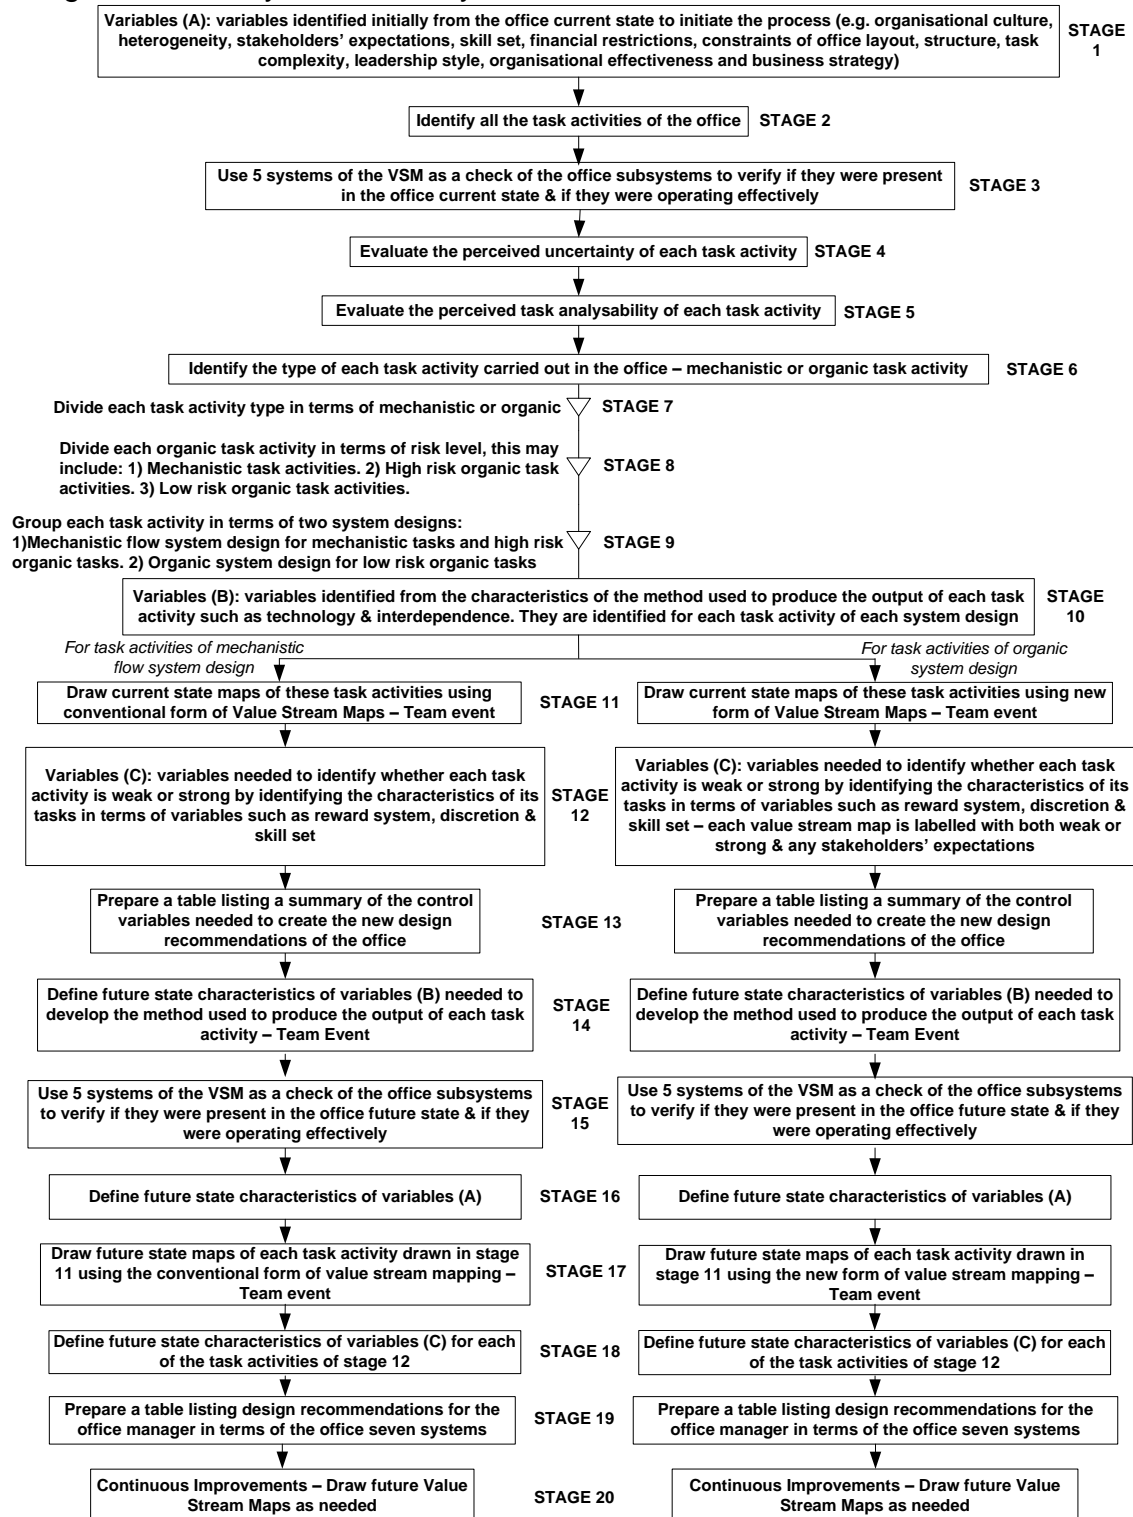 Variables (A): variables identified initially from the office current state to initiate the process (e.g. organisational culture,
heterogeneity, stakeholders' expectations, skill set, financial restrictions, constraints of office layout, structure, task
complexity, leadership style, organisational effectiveness and business strategy)
STAGE
1
Identify all the task activities of the office
STAGE 2
Use 5 systems of the VSM as a check of the office subsystems to verify if they were present
in the office current state & if they were operating effectively
STAGE 3
Evaluate the perceived uncertainty of each task activity
STAGE 4
Evaluate the perceived task analysability of each task activity
STAGE 5
Identify the type of each task activity carried out in the office – mechanistic or organic task activity
STAGE 6
Divide each task activity type in terms of mechanistic or organic
STAGE 7
Divide each organic task activity in terms of risk level, this may
include: 1) Mechanistic task activities. 2) High risk organic task
activities. 3) Low risk organic task activities.
STAGE 8
Group each task activity in terms of two system designs:
1)Mechanistic flow system design for mechanistic tasks and high risk
organic tasks. 2) Organic system design for low risk organic tasks
STAGE 9
Variables (B): variables identified from the characteristics of the method used to produce the output of each task
activity such as technology & interdependence. They are identified for each task activity of each system design
STAGE
10
For task activities of mechanistic
flow system design
For task activities of organic
system design
Draw current state maps of these task activities using
conventional form of Value Stream Maps – Team event
STAGE 11
Draw current state maps of these task activities using new
form of Value Stream Maps – Team event
Variables (C): variables needed to identify whether each task
activity is weak or strong by identifying the characteristics of its
tasks in terms of variables such as reward system, discretion &
skill set
STAGE
12
Variables (C): variables needed to identify whether each task
activity is weak or strong by identifying the characteristics of its
tasks in terms of variables such as reward system, discretion
& skill set – each value stream map is labelled with both weak or
strong & any stakeholders' expectations
Prepare a table listing a summary of the control
variables needed to create the new design
recommendations of the office
STAGE 13
Prepare a table listing a summary of the control
variables needed to create the new design
recommendations of the office
Define future state characteristics of variables (B) needed to
develop the method used to produce the output of each task
activity – Team Event
STAGE
14
Define future state characteristics of variables (B) needed to
develop the method used to produce the output of each task
activity – Team Event
Use 5 systems of the VSM as a check of the office subsystems
to verify if they were present in the office future state & if they
were operating effectively
STAGE
15
Use 5 systems of the VSM as a check of the office subsystems
to verify if they were present in the office future state & if they
were operating effectively
Define future state characteristics of variables (A)
STAGE 16
Define future state characteristics of variables (A)
Draw future state maps of each task activity drawn in stage
11 using the conventional form of value stream mapping –
Team event
STAGE 17
Draw future state maps of each task activity drawn in
stage 11 using the new form of value stream mapping –
Team event
Define future state characteristics of variables (C) for each
of the task activities of stage 12
STAGE 18
Define future state characteristics of variables (C) for each
of the task activities of stage 12
Prepare a table listing design recommendations for the
office manager in terms of the office seven systems
STAGE 19
Prepare a table listing design recommendations for the
office manager in terms of the office seven systems
Continuous Improvements – Draw future Value
Stream Maps as needed
STAGE 20
Continuous Improvements – Draw future Value
Stream Maps as needed